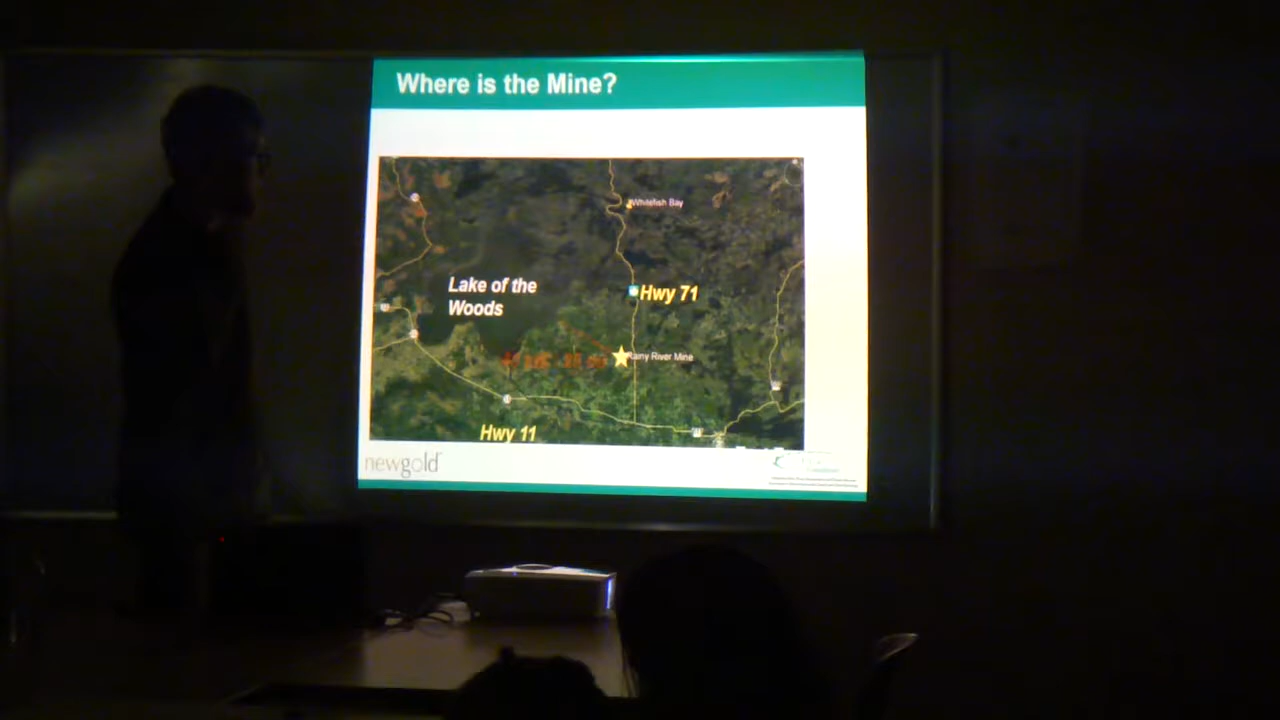 Where is the Mine?
Whitefish Bay
Lake of the
Woods
Hwy 71
Rainy River Mine
Hwy 11
newgold